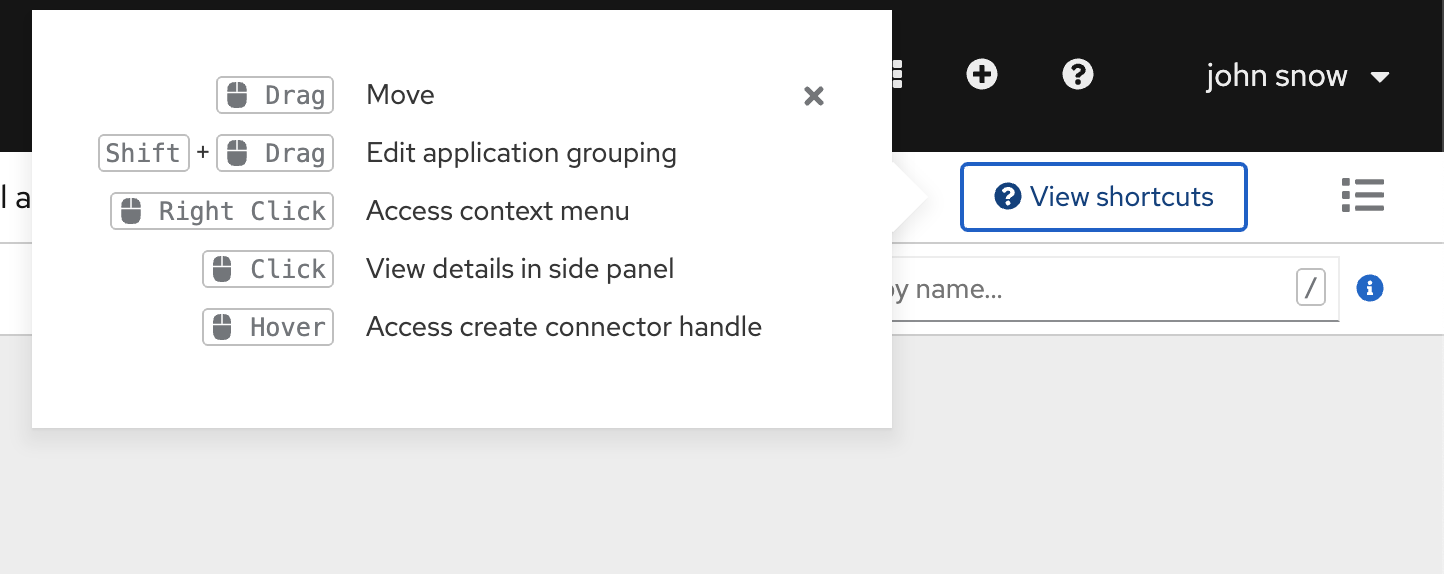 Drag Move
john snow
Shift + Drag Edit application grouping
l a
Right Click Access context menu
View shortcuts
Click View details in side panel
by name... /
Hover Access create connector handle